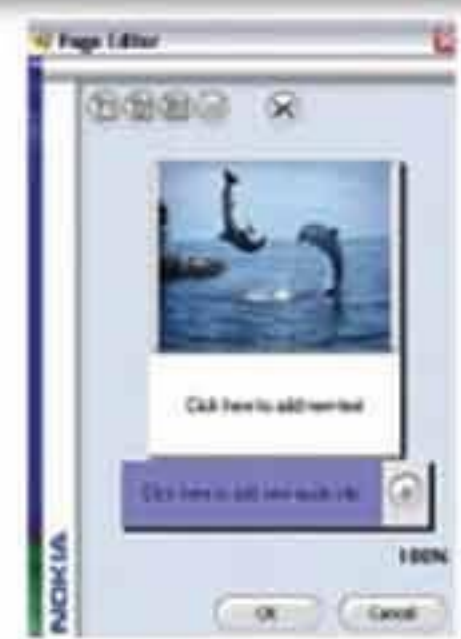 Page Editor
Click here to add new text
Click here to add new audio clip
100%
OK
Cancel
NOKIA